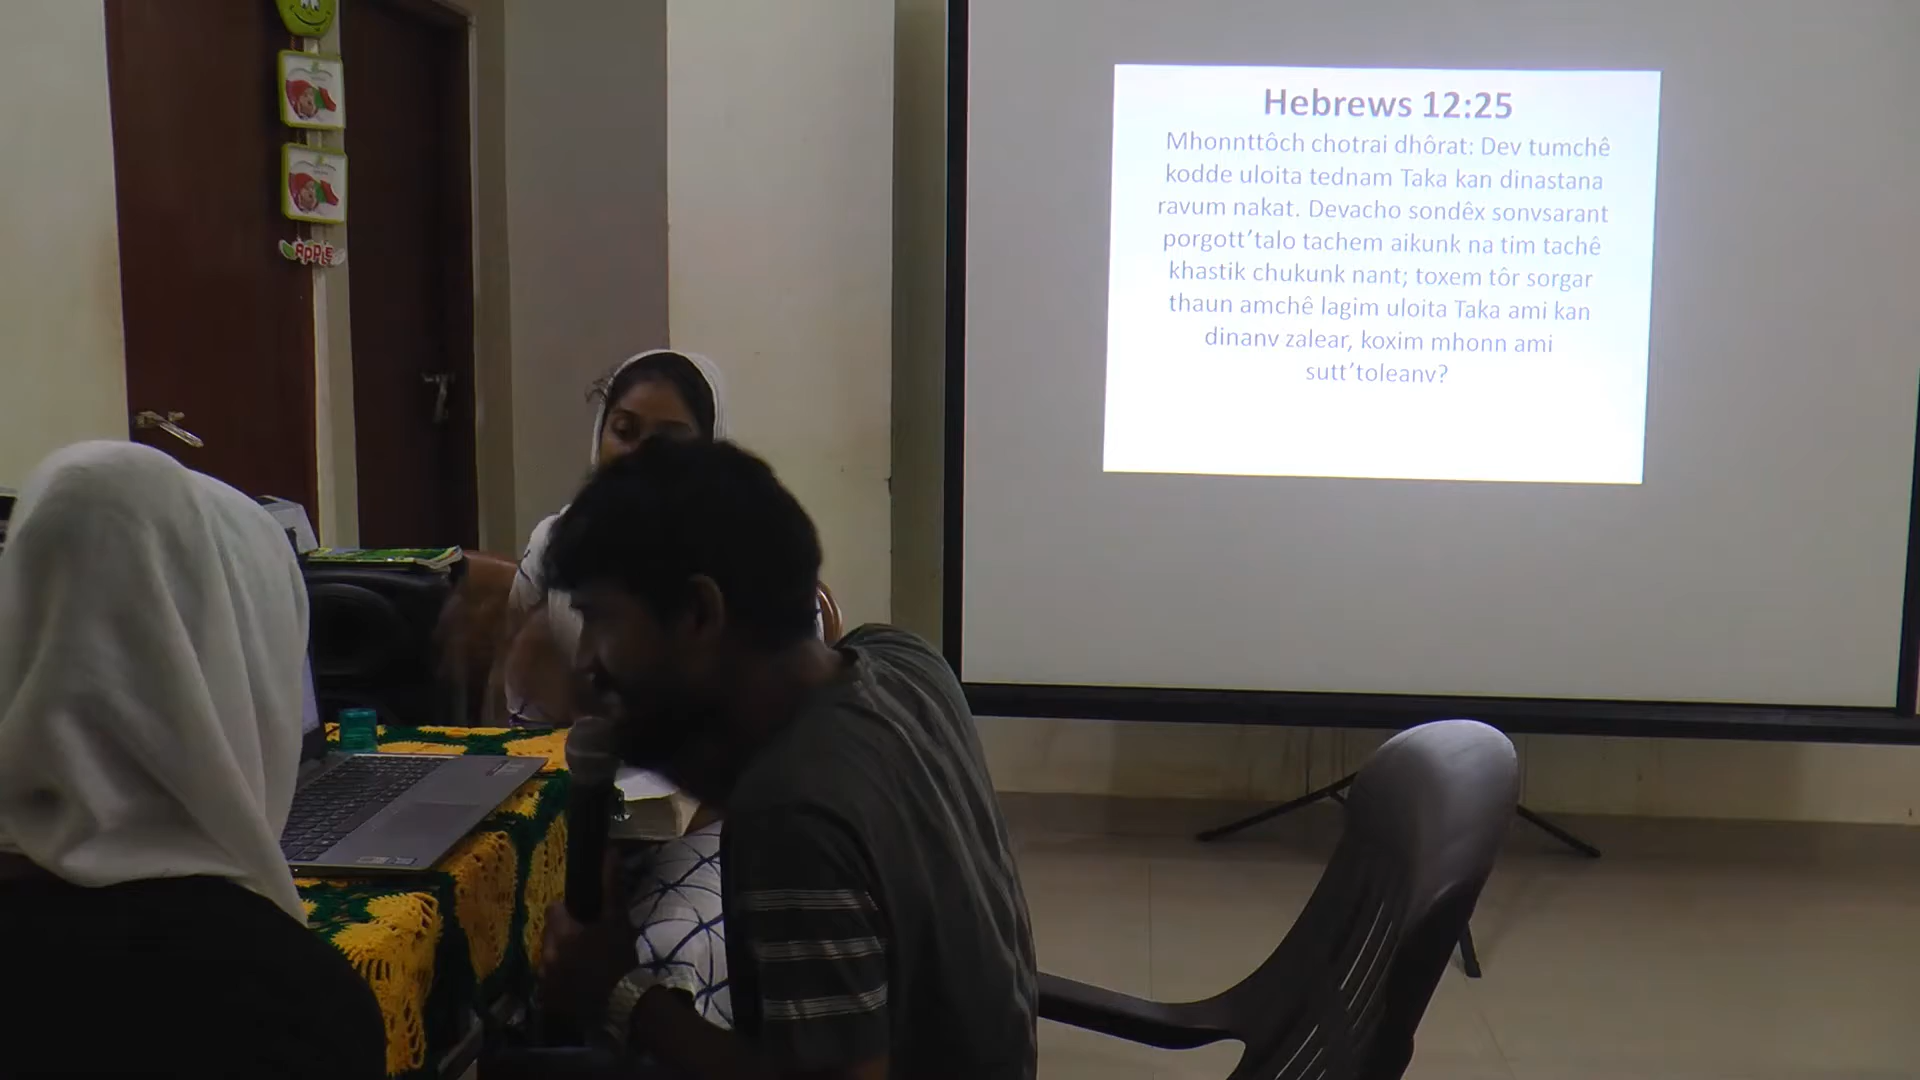 APPLE
Hebrews 12:25
Mhonnttôch chotrai dhôrat: Dev tumchê
kodde uloita tednam Taka kan dinastana
ravum nakat. Devacho sondêx sonvsarant
porgott’talo tachem aikunk na tim tachê
khastik chukunk nant; toxem tôr sorgar
thaun amchê lagim uloita Taka ami kan
dinanv zalear, koxim mhonn ami
sutt’toleanv?